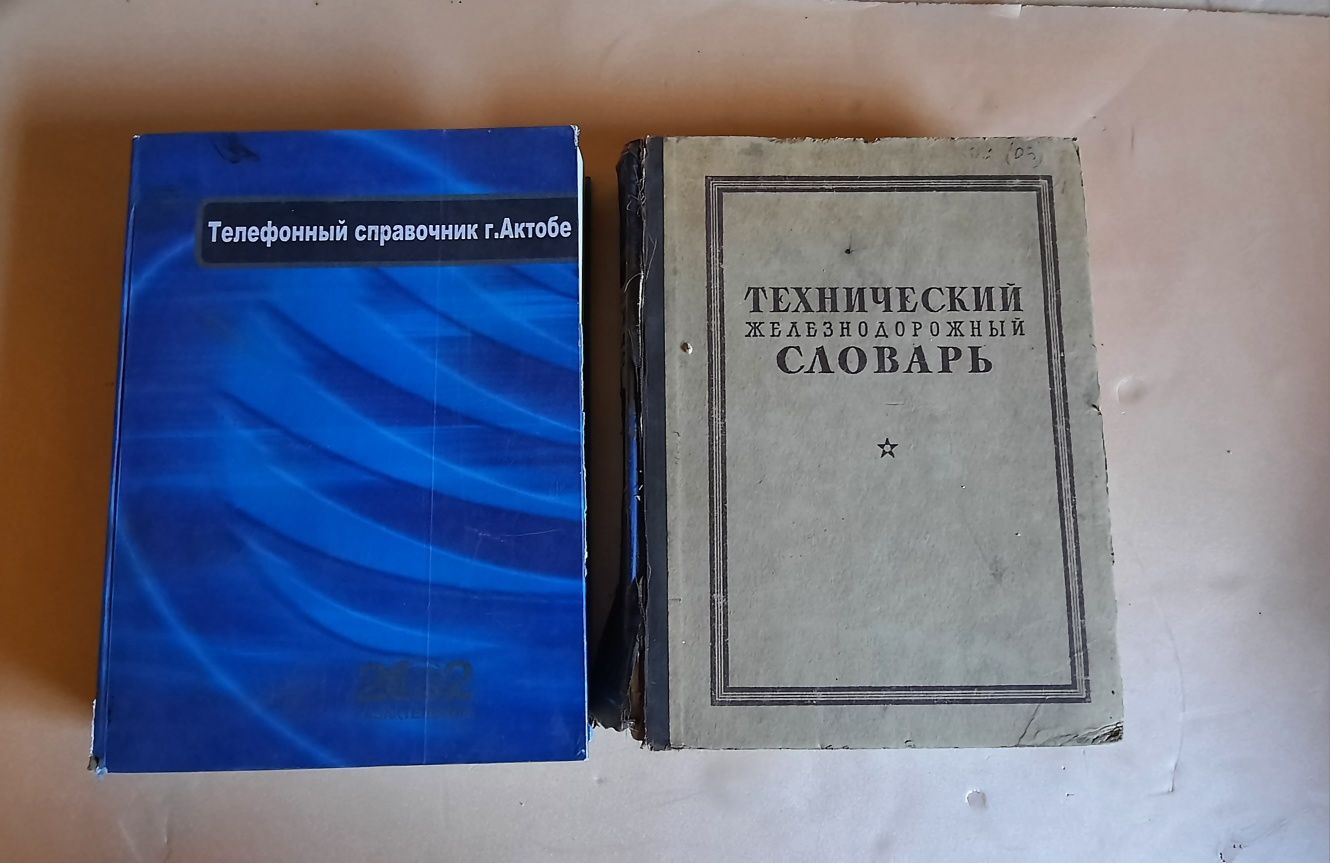 Телефонный справочник г.Актобе
ТЕХНИЧЕСКИЙ
ЖЕЛЕЗНОДОРОЖНЫЙ
СЛОВАРЬ